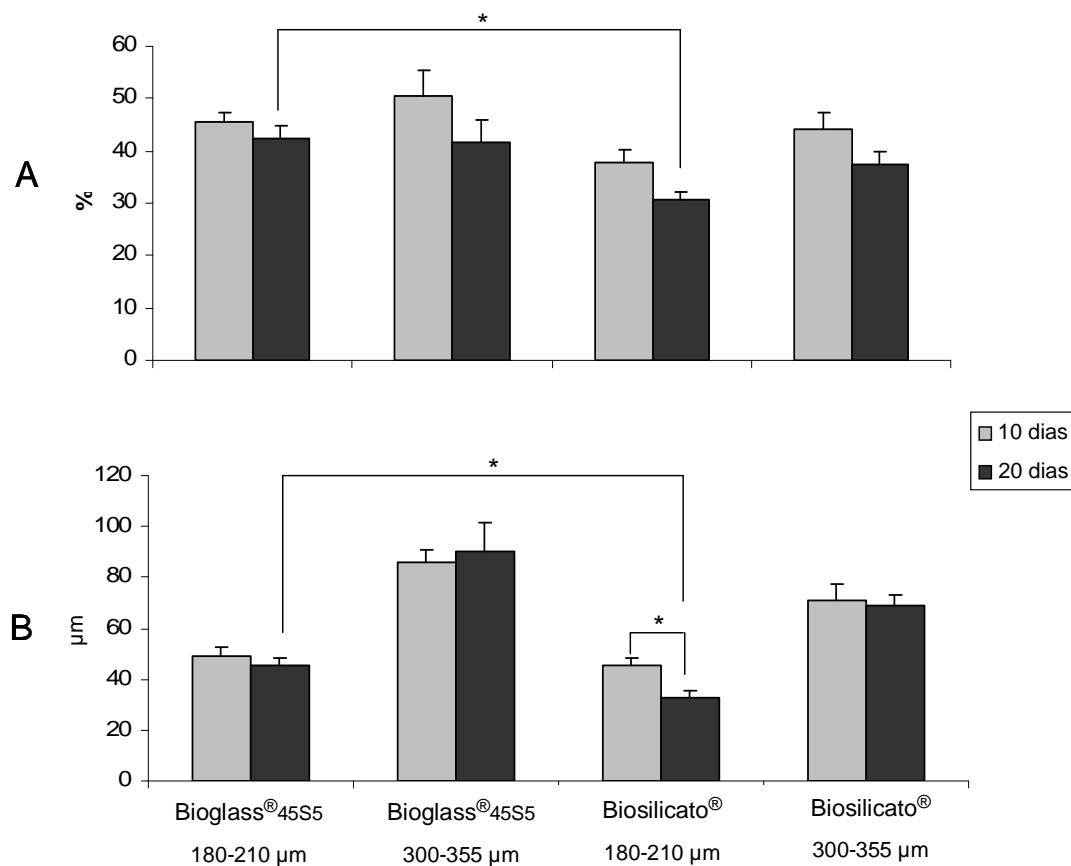 *
60
50
40
30
20
10
0
%
A
10 dias
20 dias
*
*
120
100
80
60
40
20
0
µm
B
Bioglass®45S5 Bioglass®45S5 Biosilicato® Biosilicato®
180-210 µm 300-355 µm 180-210 µm 300-355 µm